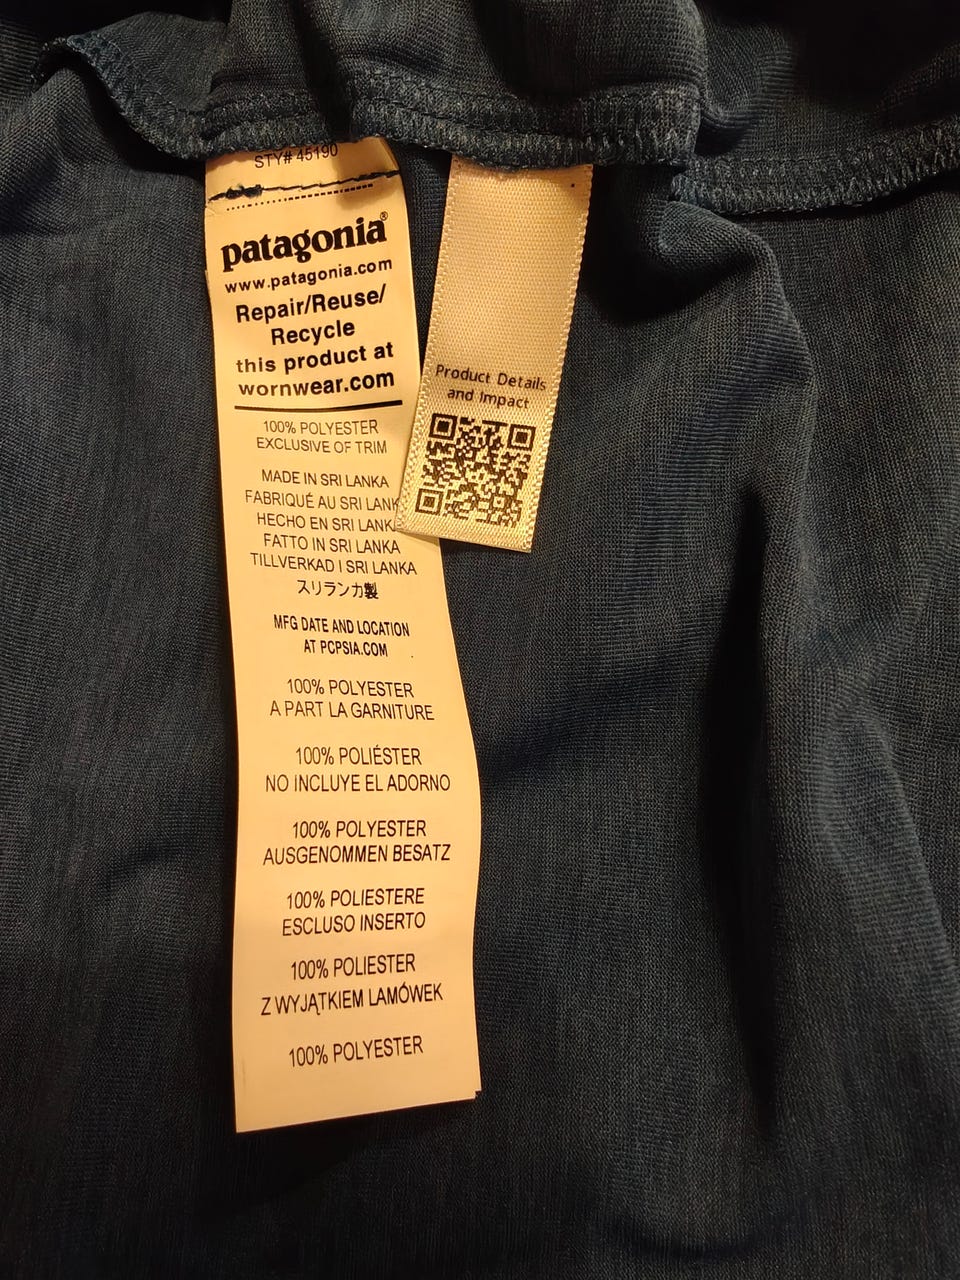 STY# 45190
patagonia®
www.patagonia.com
Repair/Reuse/
Recycle
this product at
wornwear.com
100% POLYESTER
EXCLUSIVE OF TRIM
MADE IN SRI LANKA
FABRIQUÉ AU SRI LANK
HECHO EN SRI LANKA
FATTO IN SRI LANKA
TILLVERKAD I SRI LANKA
スリランカ製
MFG DATE AND LOCATION
AT PCPSIA.COM
100% POLYESTER
A PART LA GARNITURE
100% POLIÉSTER
NO INCLUYE EL ADORNO
100% POLYESTER
AUSGENOMMEN BESATZ
100% POLIESTERE
ESCLUSO INSERTO
100% POLIESTER
Z WYJĄTKIEM LAMÓWEK
100% POLYESTER
Product Details
and Impact